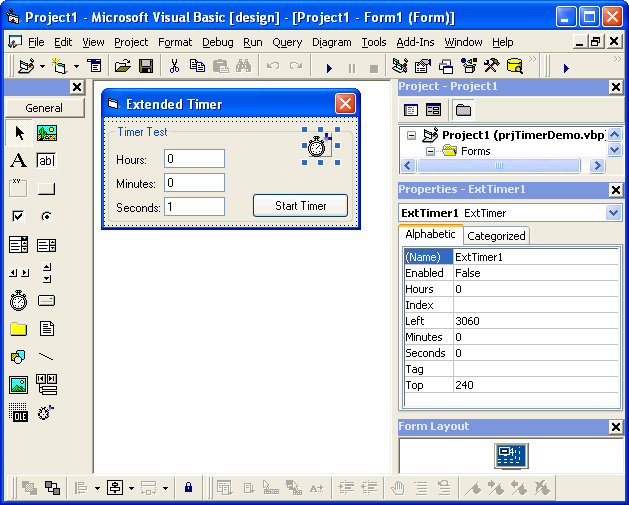 Project1 - Microsoft Visual Basic [design] - [Project1 - Form1 (Form)]
File Edit View Project Format Debug Run Query Diagram Tools Add-Ins Window Help
General
A
ab
xy
OLE
Extended Timer
Timer Test
Hours: 0
Minutes: 0
Seconds: 1
Start Timer
Project - Project1
Project1 (prjTimerDemo.vbp)
Forms
Properties - ExtTimer1
ExtTimer1 ExtTimer
Alphabetic Categorized
(Name) ExtTimer1
Enabled False
Hours 0
Index
Left 3060
Minutes 0
Seconds 0
Tag
Top 240
Form Layout